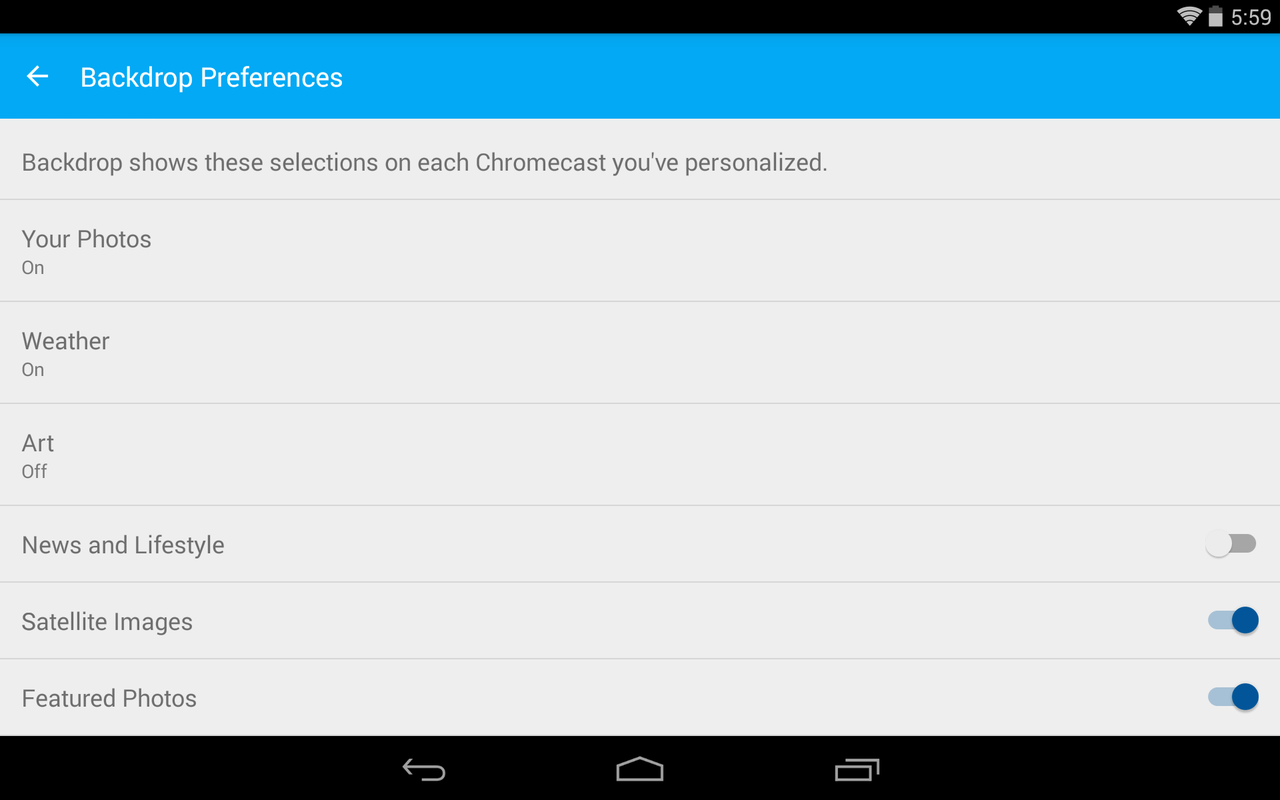 5:59
Backdrop Preferences
Backdrop shows these selections on each Chromecast you've personalized.
Your Photos
On
Weather
On
Art
Off
News and Lifestyle
Satellite Images
Featured Photos